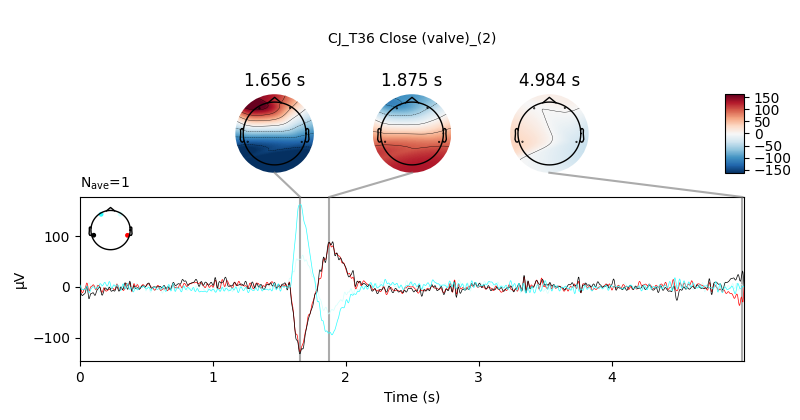 CJ_T36 Close (valve)_(2)
1.656 s 1.875 s 4.984 s
150
100
50
0
−50
−100
−150
Nave=1
100
0
−100
µV
0 1 2 3 4
Time (s)